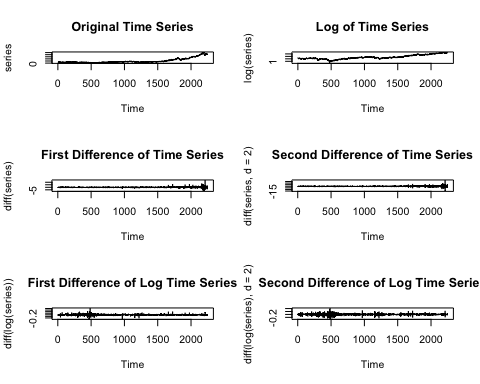 Original Time Series
series
0
0 500 1000 1500 2000
Time
Log of Time Series
log(series)
1
0 500 1000 1500 2000
Time
First Difference of Time Series
diff(series)
-5
0 500 1000 1500 2000
Time
Second Difference of Time Series
diff(series, d = 2)
-15
0 500 1000 1500 2000
Time
First Difference of Log Time Series
diff(log(series))
-0.2
0 500 1000 1500 2000
Time
Second Difference of Log Time Serie
diff(log(series), d = 2)
-0.2
0 500 1000 1500 2000
Time